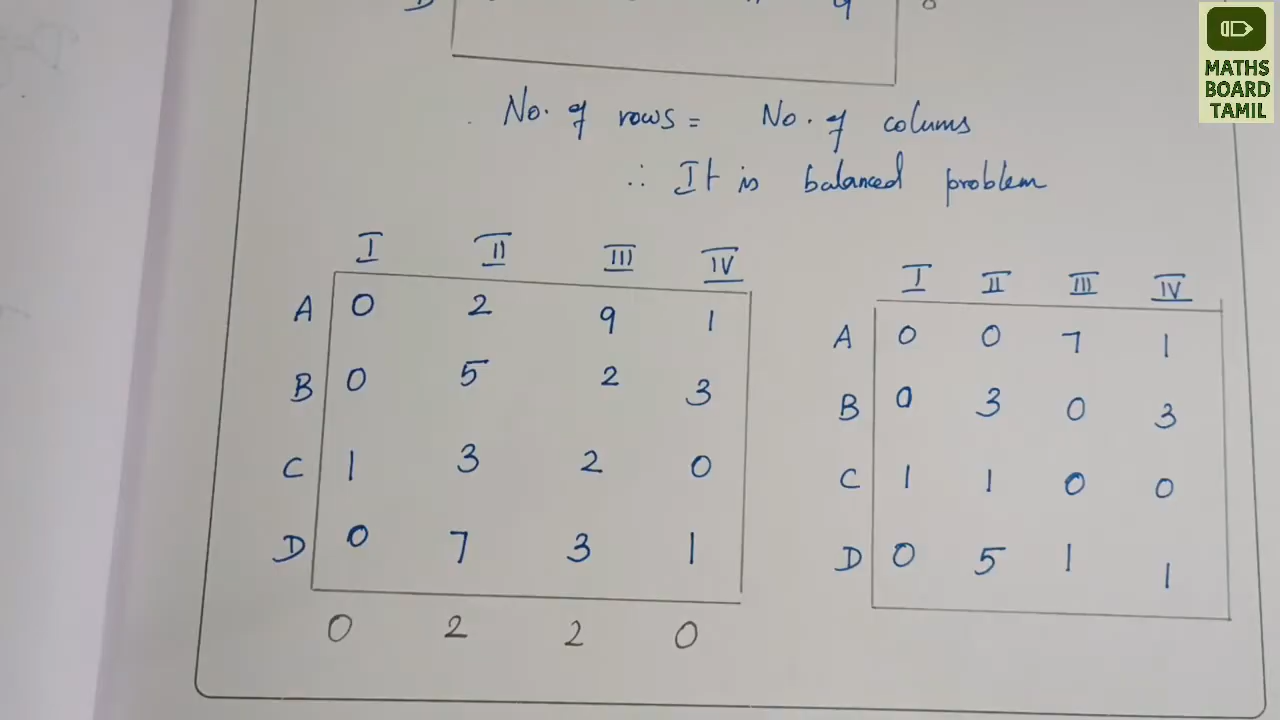 MATHS
BOARD
TAMIL
No. of rows = No. of colums
∴ It is balanced problem
I II III IV
A 0 2 9 1
B 0 5 2 3
C 1 3 2 0
D 0 7 3 1
0 2 2 0
I II III IV
A 0 0 7 1
B 0 3 0 3
C 1 1 0 0
D 0 5 1 1